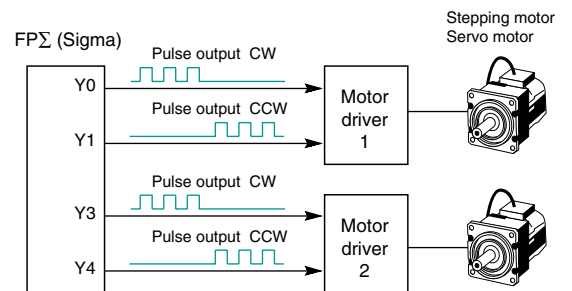 Stepping motor
Servo motor
FPΣ (Sigma)
Pulse output CW
Y0
Pulse output CCW
Y1
Motor
driver
1
Pulse output CW
Y3
Pulse output CCW
Y4
Motor
driver
2